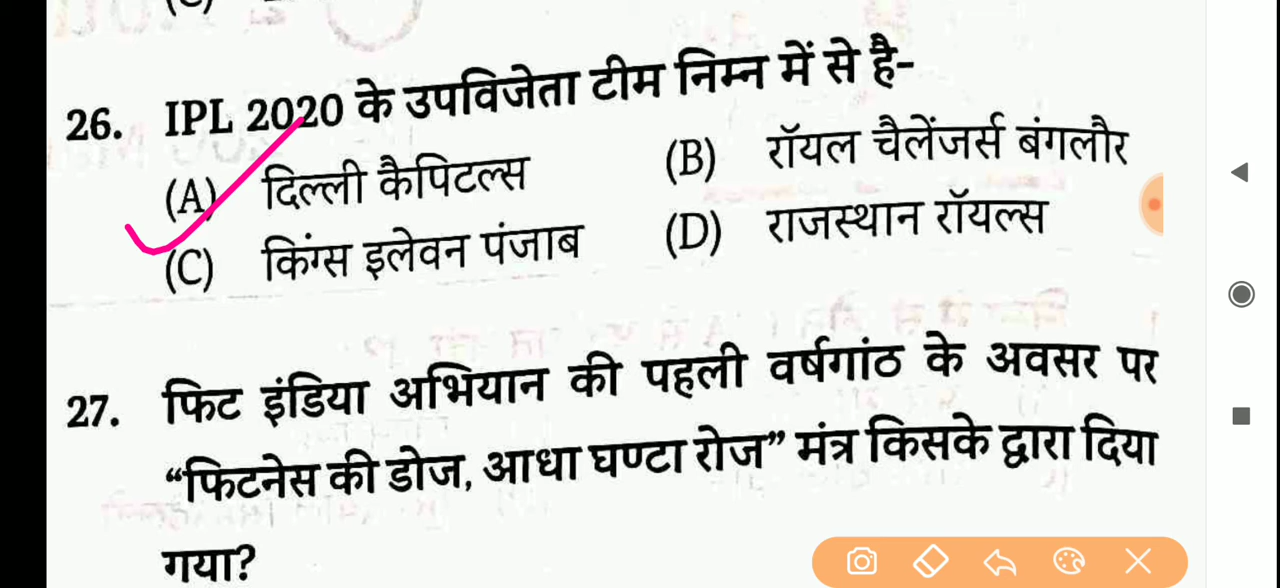 26. IPL 2020 के उपविजेता टीम निम्न में से है-
(A) दिल्ली कैपिटल्स (B) रॉयल चैलेंजर्स बंगलौर
(C) किंग्स इलेवन पंजाब (D) राजस्थान रॉयल्स
27. फिट इंडिया अभियान की पहली वर्षगांठ के अवसर पर
“फिटनेस की डोज, आधा घण्टा रोज” मंत्र किसके द्वारा दिया
गया?